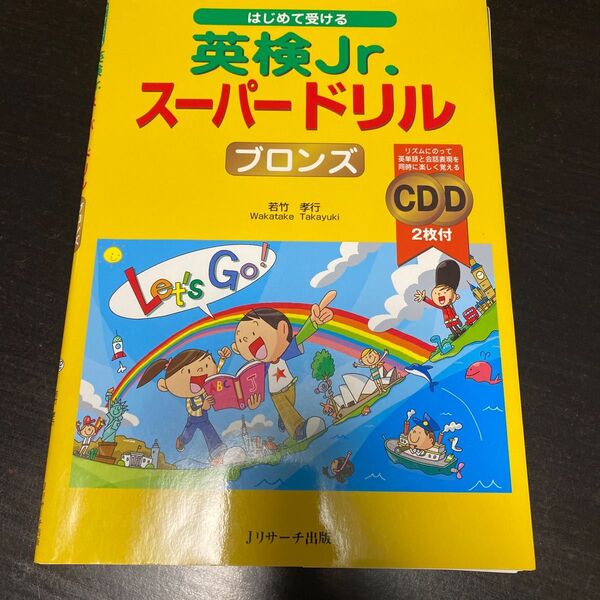 はじめて受ける
英検Jr.
スーパードリル
ブロンズ
リズムにのって
英単語と会話表現を
同時に楽しく覚える
CD D
2枚付
若竹 孝行
Wakatake Takayuki
Let's Go!
ABC
J
Jリサーチ出版